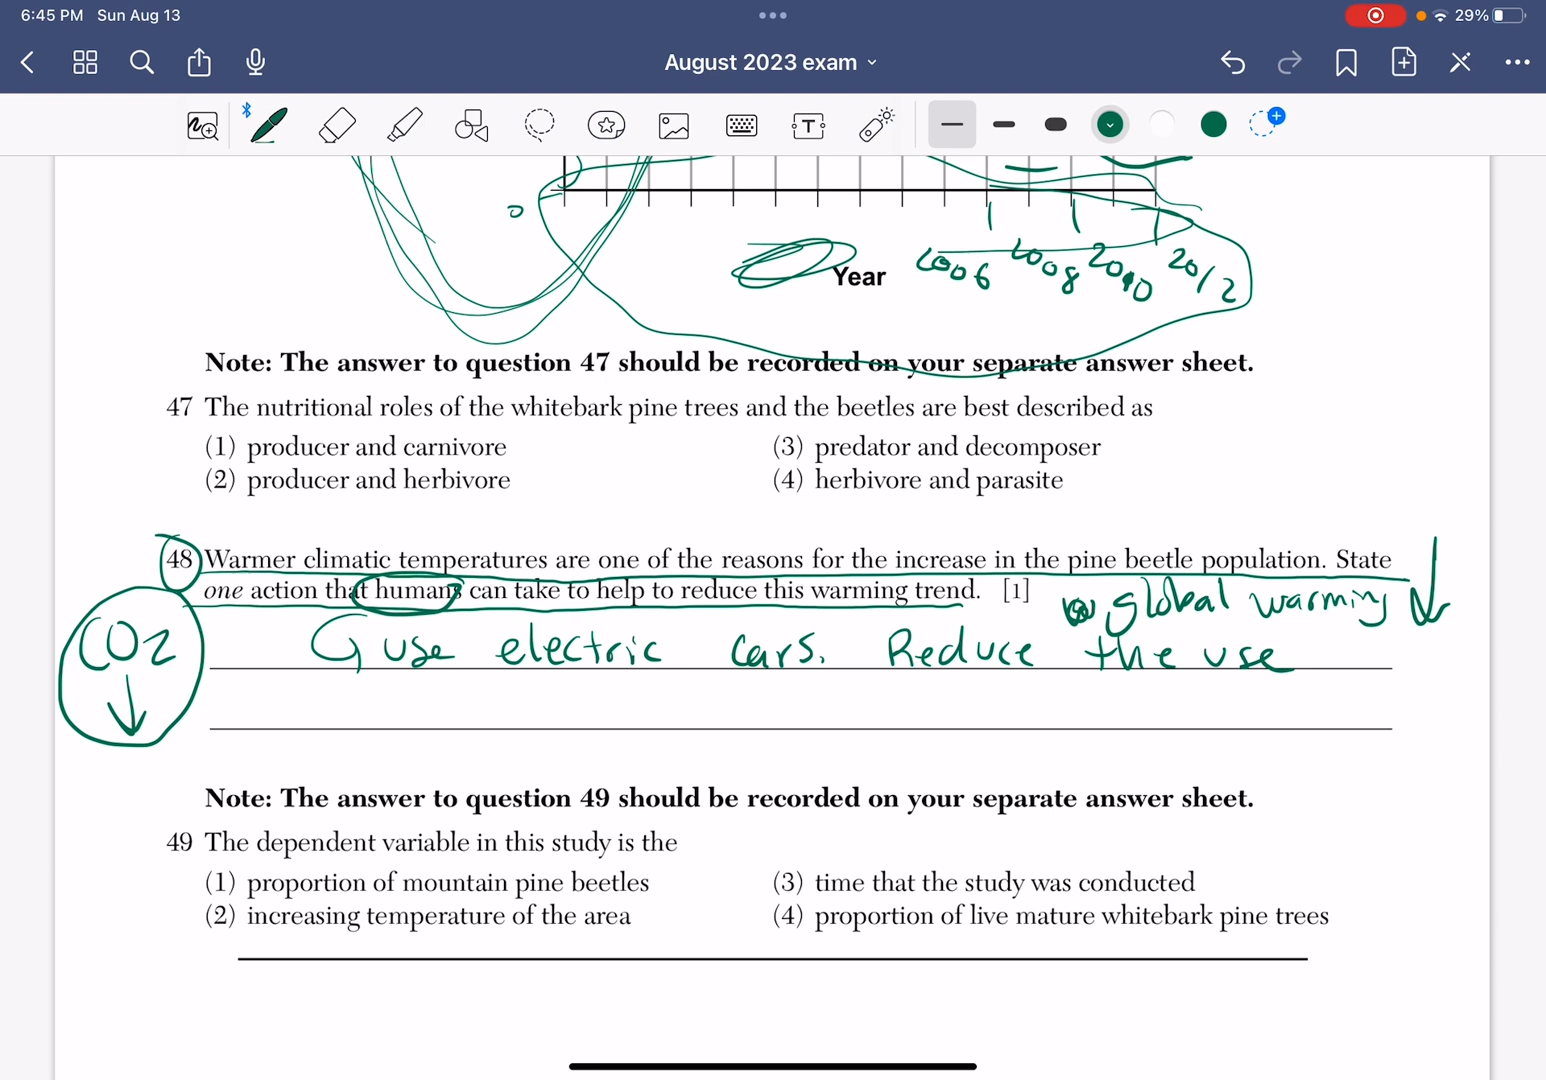 6:45 PM Sun Aug 13
29%
August 2023 exam
T
0
2006 2008 2010 2012
Year
Note: The answer to question 47 should be recorded on your separate answer sheet.
47 The nutritional roles of the whitebark pine trees and the beetles are best described as
(1) producer and carnivore (3) predator and decomposer
(2) producer and herbivore (4) herbivore and parasite
48 Warmer climatic temperatures are one of the reasons for the increase in the pine beetle population. State
one action that humans can take to help to reduce this warming trend. [1] global warming ↓
CO2 ↓
use electric cars. Reduce the use
Note: The answer to question 49 should be recorded on your separate answer sheet.
49 The dependent variable in this study is the
(1) proportion of mountain pine beetles (3) time that the study was conducted
(2) increasing temperature of the area (4) proportion of live mature whitebark pine trees